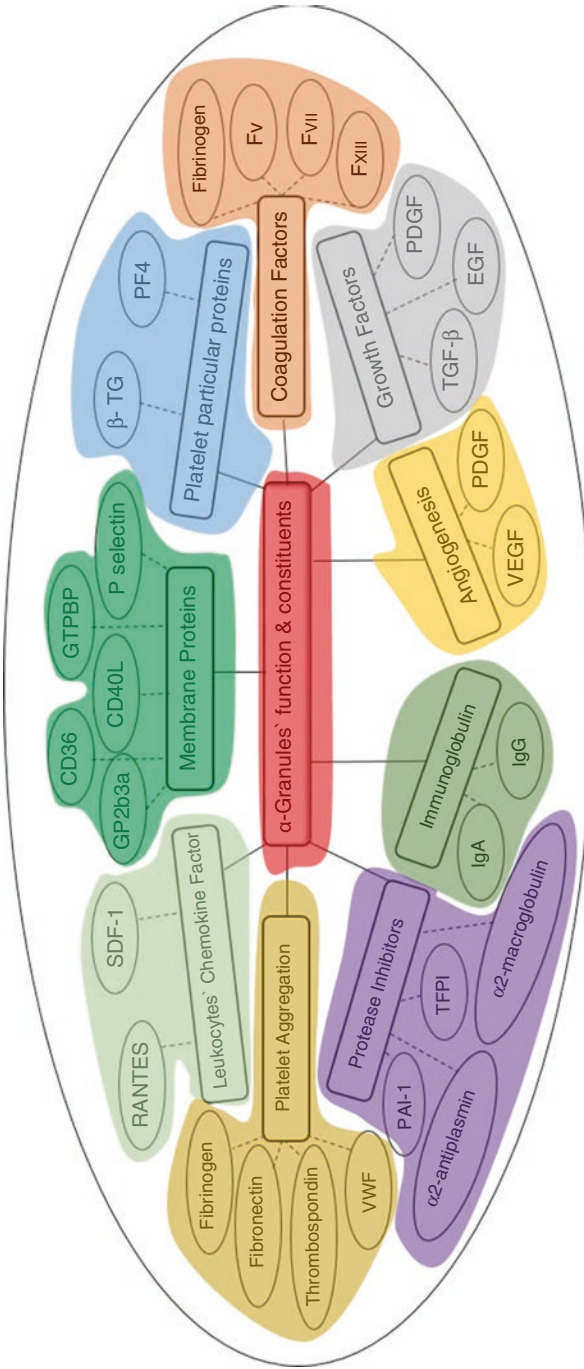 α-Granules` function & constituents
Leukocytes` Chemokine Factor
RANTES
SDF-1
Membrane Proteins
GP2b3a
CD36
CD40L
GTPBP
P selectin
Platelet particular proteins
β- TG
PF4
Coagulation Factors
Fibrinogen
Fv
FVII
FXIII
Growth Factors
PDGF
EGF
TGF-β
Angiogenesis
PDGF
VEGF
Immunoglobulin
IgG
IgA
Protease Inhibitors
α2-macroglobulin
TFPI
PAI-1
α2-antiplasmin
Platelet Aggregation
Fibrinogen
Fibronectin
Thrombospondin
VWF